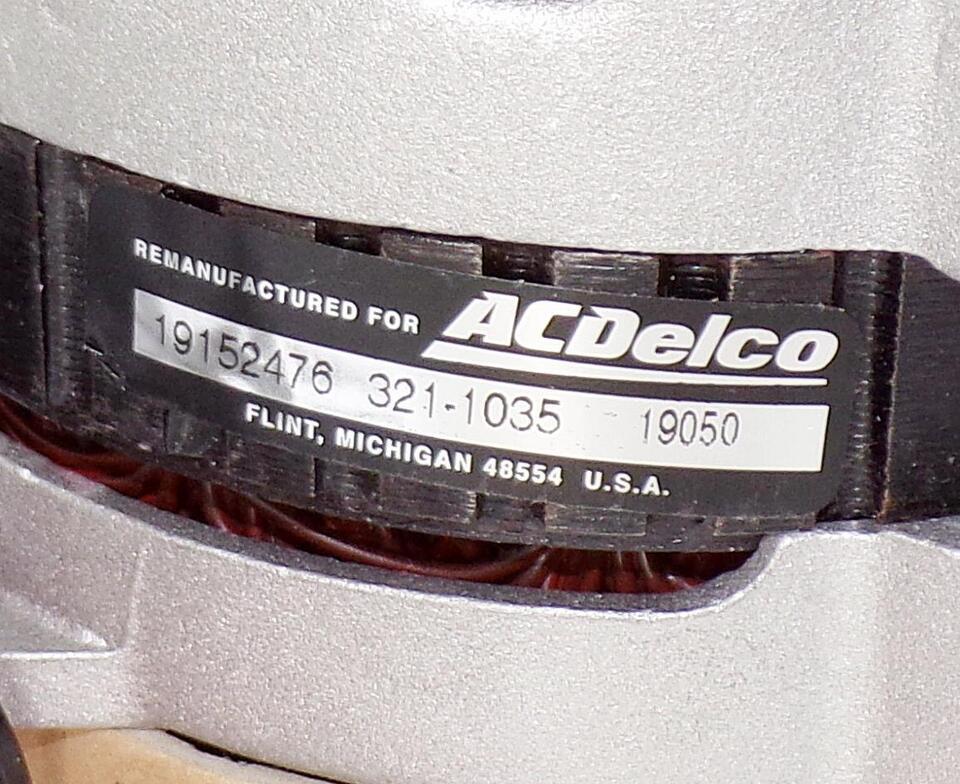 REMANUFACTURED FOR ACDelco
19152476 321-1035 19050
FLINT, MICHIGAN 48554 U.S.A.